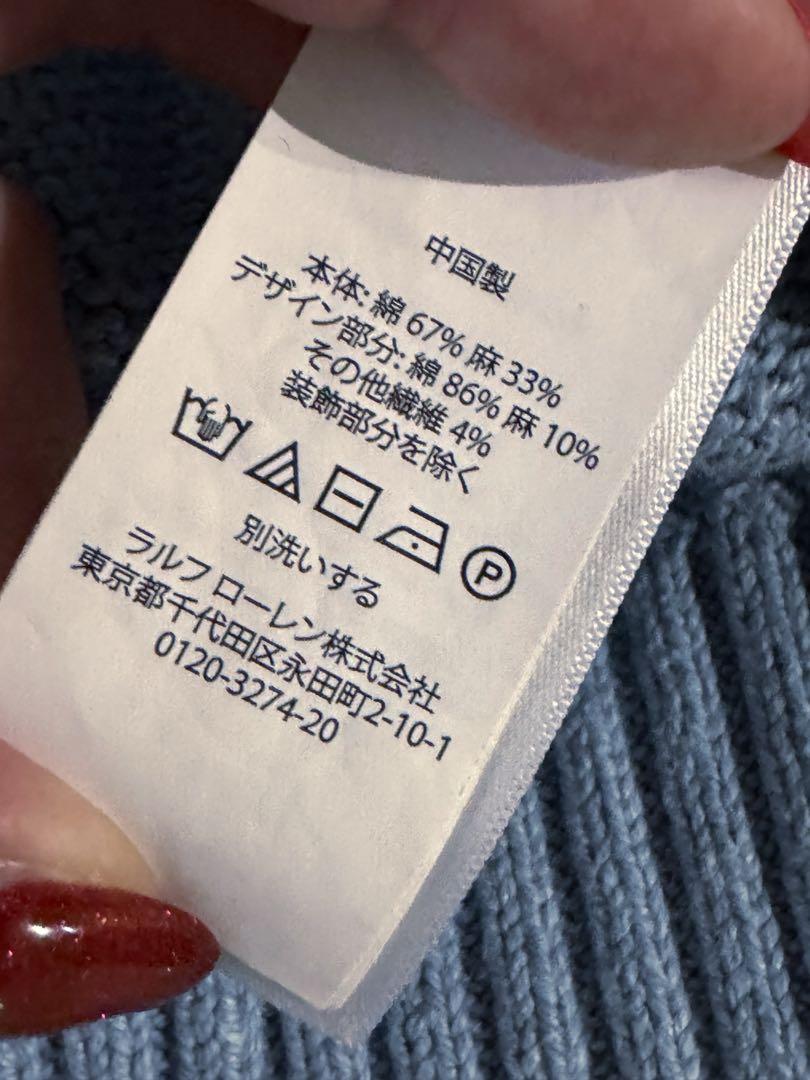 中国製
本体: 綿 67% 麻 33%
デザイン部分: 綿 86% 麻 10%
その他繊維 4%
装飾部分を除く
P
別洗いする
ラルフ ローレン株式会社
東京都千代田区永田町2-10-1
0120-3274-20